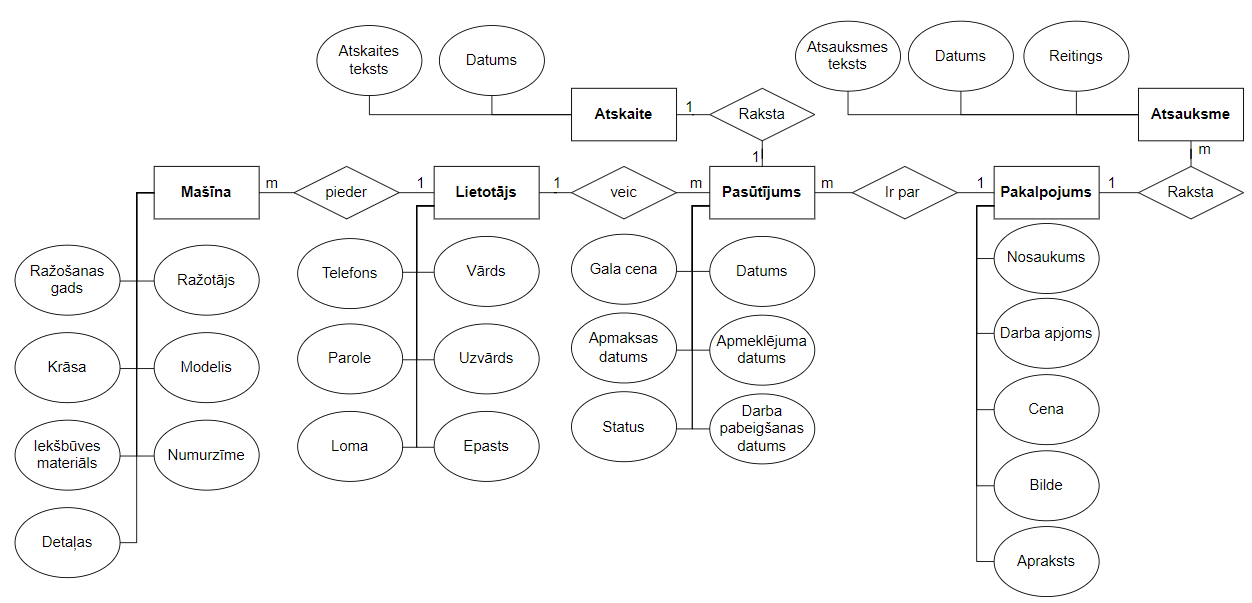 Atskaites
teksts
Datums
Atsauksmes
teksts
Datums
Reitings
Atskaite
1
Raksta
Atsauksme
1
m
Mašīna
m
pieder
1
Lietotājs
1
veic
m
Pasūtījums
m
Ir par
1
Pakalpojums
1
Raksta
Ražošanas
gads
Ražotājs
Krāsa
Modelis
Iekšbūves
materiāls
Numurzīme
Detaļas
Telefons
Vārds
Parole
Uzvārds
Loma
Epasts
Gala cena
Datums
Apmaksas
datums
Apmeklējuma
datums
Status
Darba
pabeigšanas
datums
Nosaukums
Darba apjoms
Cena
Bilde
Apraksts